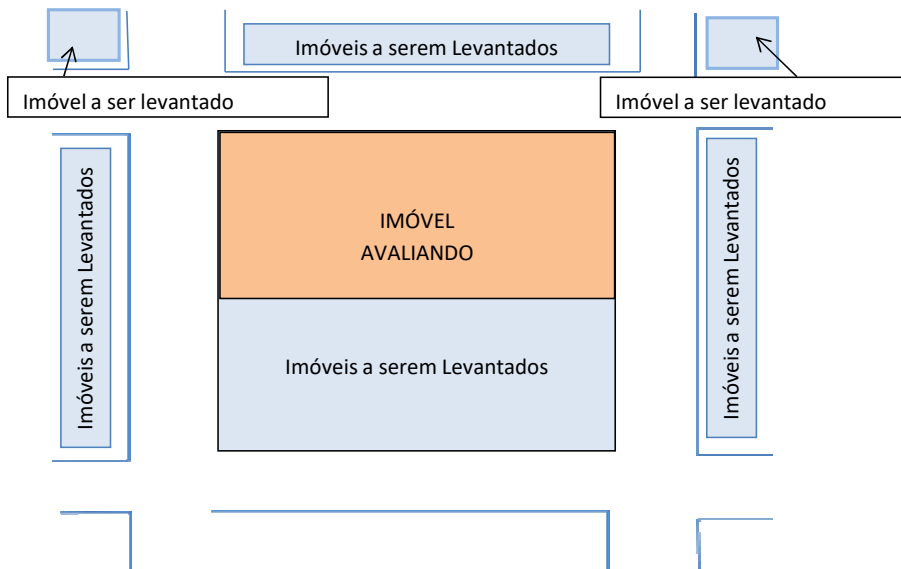 Imóveis a serem Levantados
Imóvel a ser levantado
Imóvel a ser levantado
Imóveis a serem Levantados
IMÓVEL
AVALIANDO
Imóveis a serem Levantados
Imóveis a serem Levantados